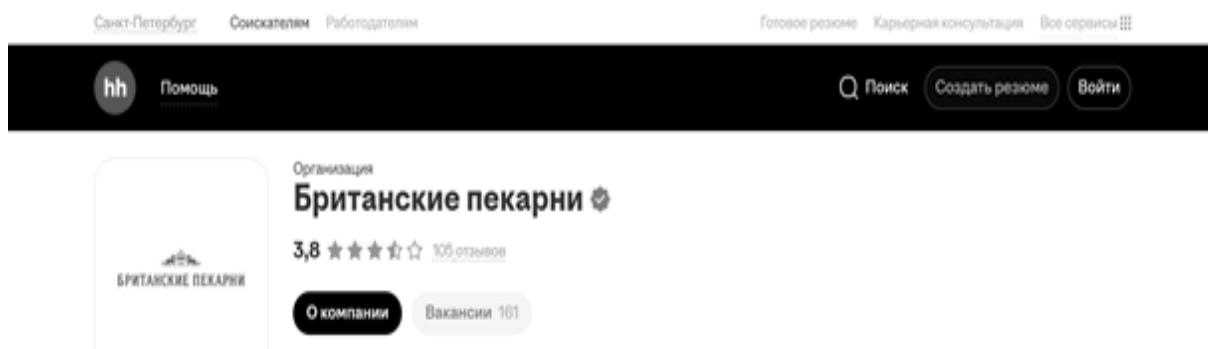 Санкт-Петербург Соискателям Работодателям Готовое резюме Карьерная консультация Все сервисы
hh Помощь Поиск Создать резюме Войти
Организация
Британские пекарни
3,8 105 отзывов
БРИТАНСКИЕ ПЕКАРНИ
О компании Вакансии 161